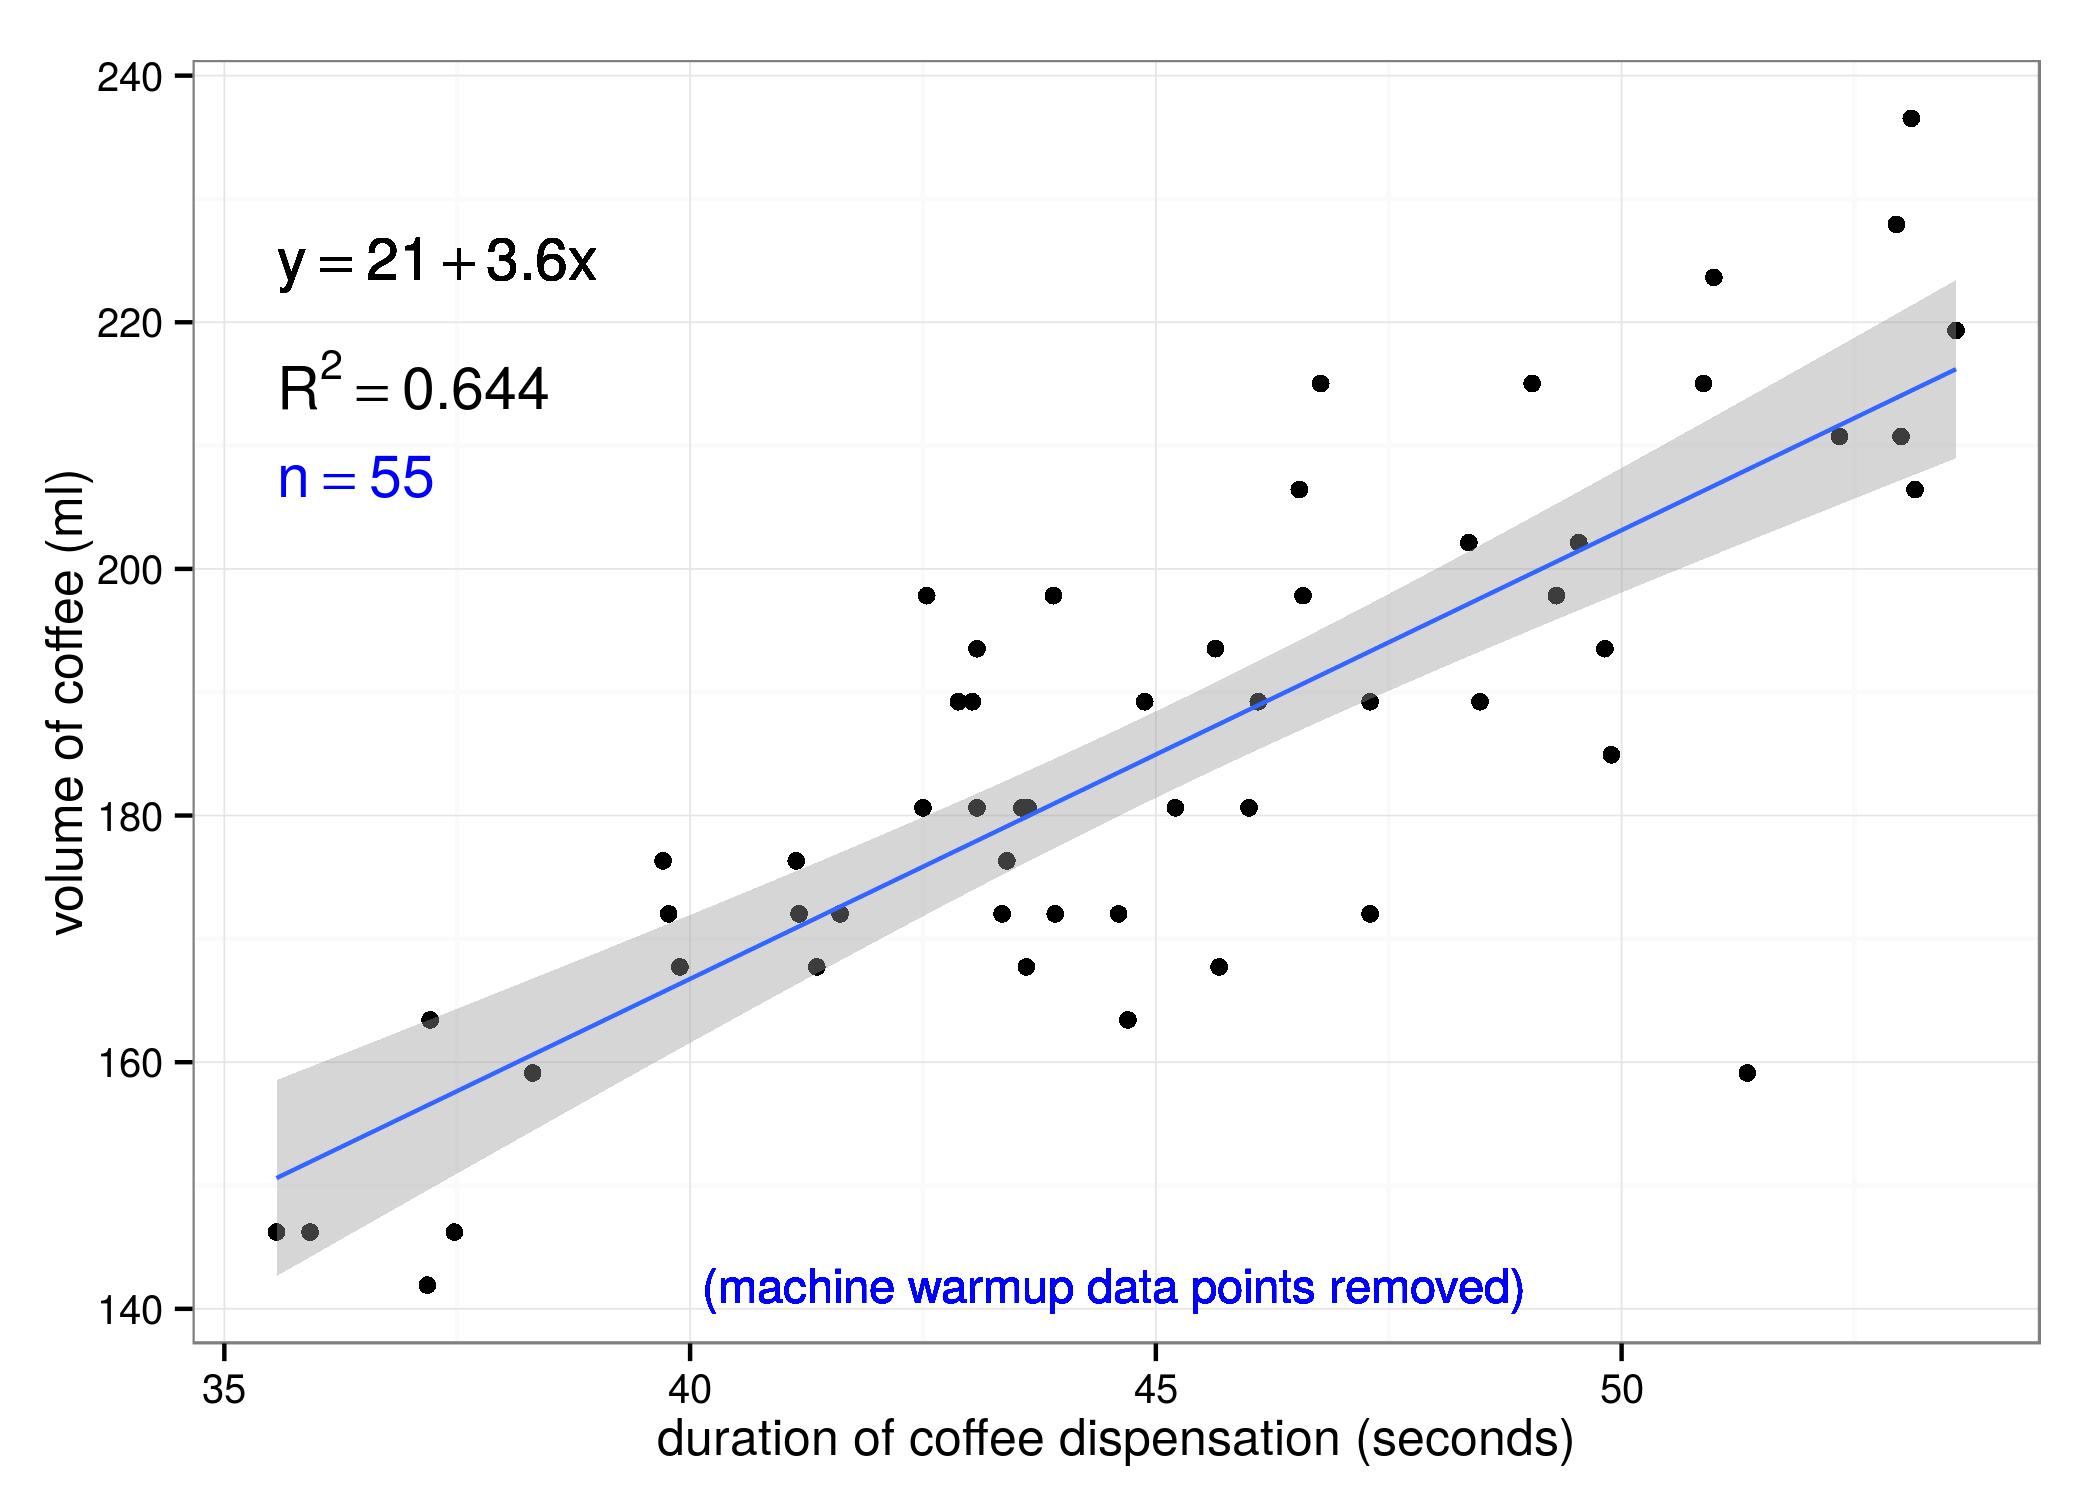 240
y = 21 + 3.6x
220
R² = 0.644
n = 55
200
180
160
140
(machine warmup data points removed)
35 40 45 50
duration of coffee dispensation (seconds)
volume of coffee (ml)